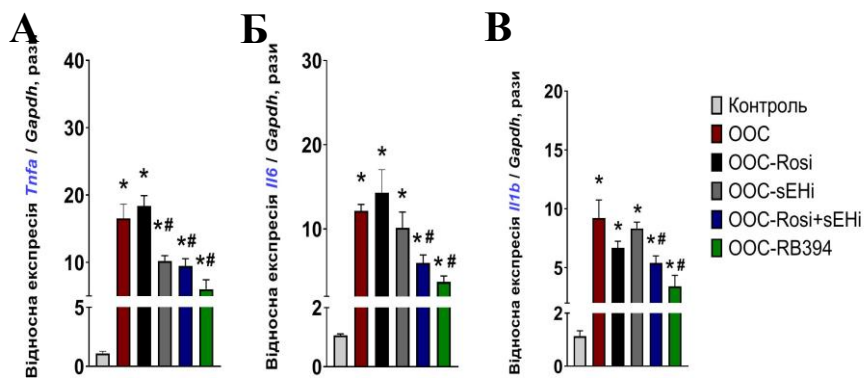 А
Б
В
Відносна експресія Tnfa / Gapdh, рази
40
30
20
10
5
0
*
*
*#
*#
*#
Відносна експресія Il6 / Gapdh, рази
30
20
10
2
0
*
*
*
*#
*#
Відносна експресія Il1b / Gapdh, рази
20
15
10
5
2
0
*
*
*
*#
*#
Контроль
ООС
ООС-Rosi
ООС-sEHi
ООС-Rosi+sEHi
ООС-RB394